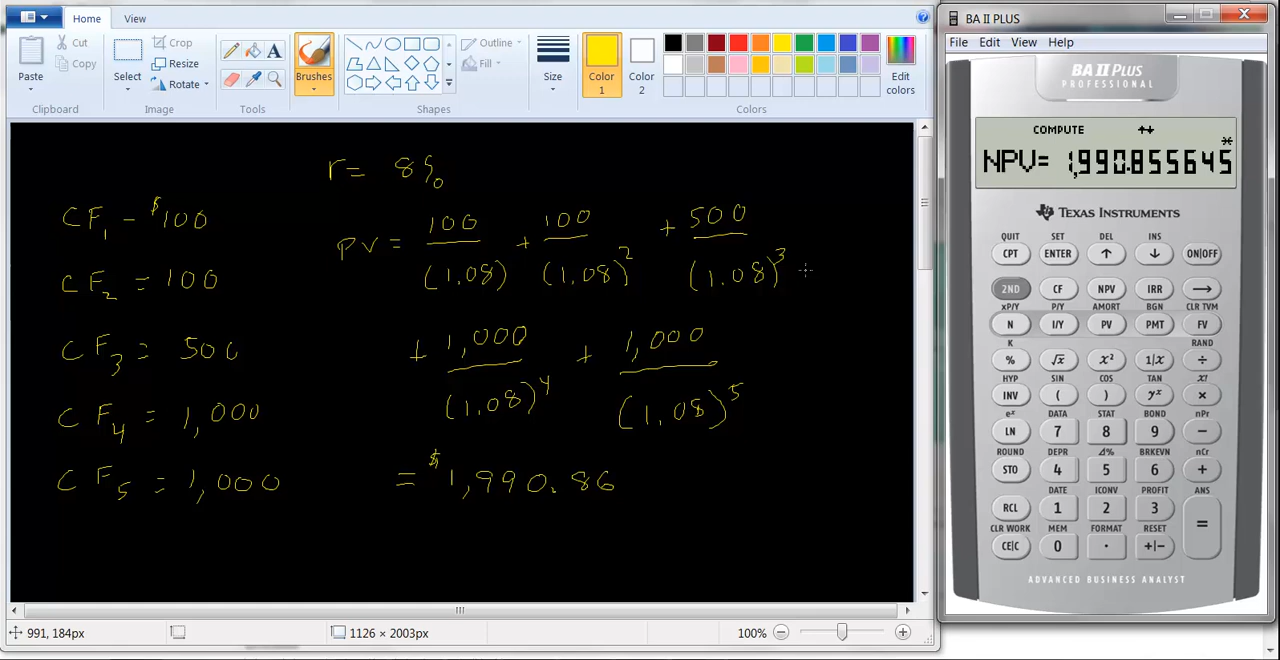 Home View
Cut
Copy
Paste
Clipboard
Select
Crop
Resize
Rotate
Image
Tools
Brushes
Outline
Fill
Shapes
Size
Color 1
Color 2
Edit colors
Colors
r = 8%
CF1 - $100
CF2 = 100
CF3 = 500
CF4 = 1,000
CF5 = 1,000
PV = 100/(1.08) + 100/(1.08)^2 + 500/(1.08)^3
+ 1,000/(1.08)^4 + 1,000/(1.08)^5
= $1,990.86
991, 184px
1126 × 2003px
100%
BA II PLUS
File Edit View Help
BA II PLUS
PROFESSIONAL
COMPUTE
NPV= 1,990.855645
TEXAS INSTRUMENTS
QUIT SET DEL INS
CPT ENTER ↑ ↓ ON|OFF
2ND CF NPV IRR →
xP/Y P/Y AMORT BGN CLR TVM
N I/Y PV PMT FV
K RAND
% √x x² 1/x ÷
HYP SIN COS TAN x!
INV ( ) yˣ ×
eˣ DATA STAT BOND nPr
LN 7 8 9 −
ROUND DEPR Δ% BRKEVN nCr
STO 4 5 6 +
DATE ICONV PROFIT ANS
RCL 1 2 3 =
CLR WORK MEM FORMAT RESET
CE|C 0 . +|−
ADVANCED BUSINESS ANALYST